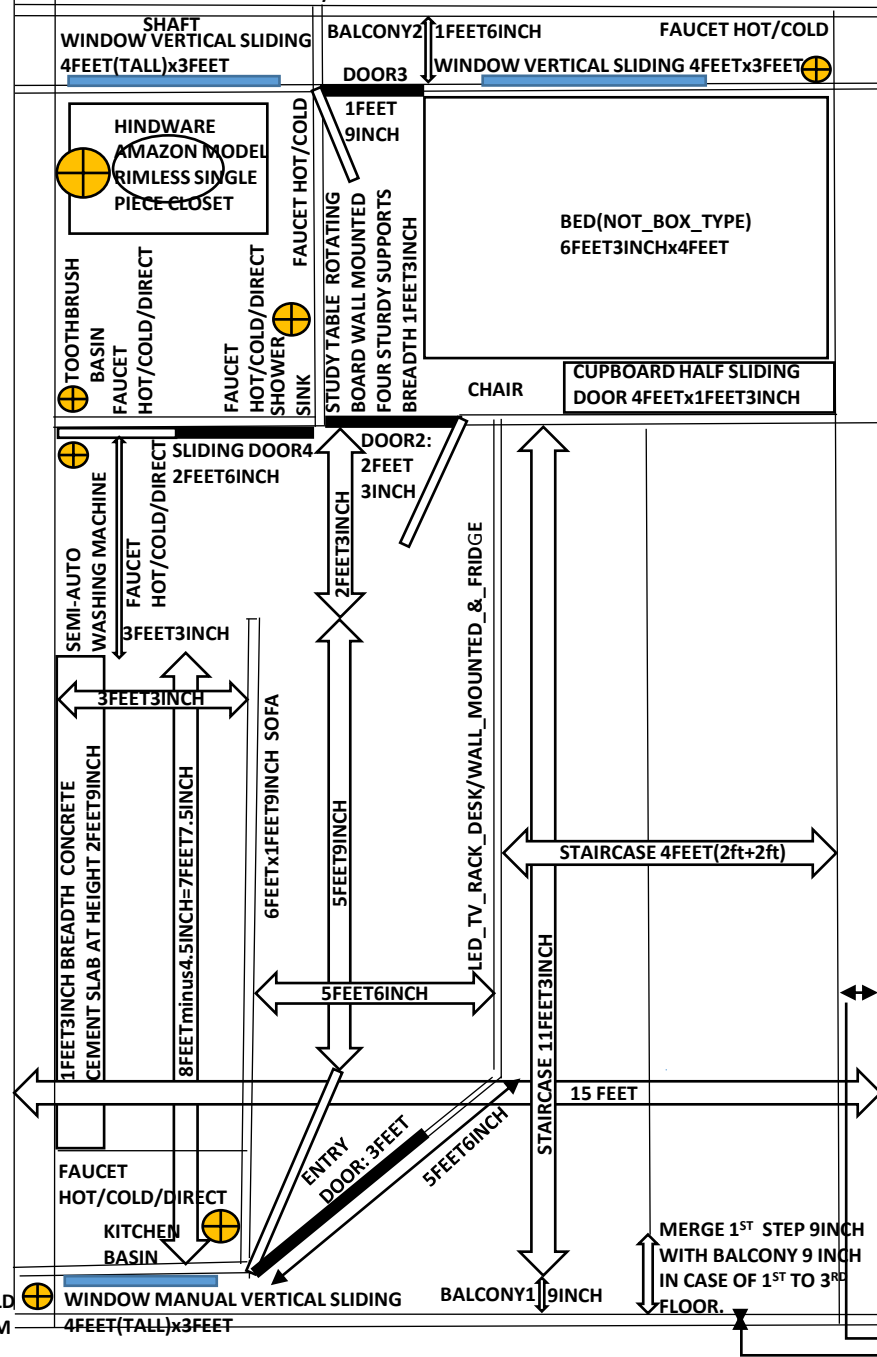 SHAFT
WINDOW VERTICAL SLIDING
4FEET(TALL)x3FEET
BALCONY2 1FEET6INCH
FAUCET HOT/COLD
WINDOW VERTICAL SLIDING 4FEETx3FEET
DOOR3
1FEET
9INCH
HINDWARE
AMAZON MODEL
RIMLESS SINGLE
PIECE CLOSET
FAUCET HOT/COLD
BED(NOT_BOX_TYPE)
6FEET3INCHx4FEET
STUDY TABLE ROTATING
BOARD WALL MOUNTED
FOUR STURDY SUPPORTS
BREADTH 1FEET3INCH
TOOTHBRUSH
BASIN
FAUCET
HOT/COLD/DIRECT
FAUCET
HOT/COLD/DIRECT
SHOWER
SINK
CHAIR
CUPBOARD HALF SLIDING
DOOR 4FEETx1FEET3INCH
SLIDING DOOR4
2FEET6INCH
DOOR2:
2FEET
3INCH
SEMI-AUTO
WASHING MACHINE
FAUCET
HOT/COLD/DIRECT
2FEET3INCH
3FEET3INCH
3FEET3INCH
1FEET3INCH BREADTH CONCRETE
CEMENT SLAB AT HEIGHT 2FEET9INCH
8FEETminus4.5INCH=7FEET7.5INCH
6FEETx1FEET9INCH SOFA
5FEET9INCH
LED_TV_RACK_DESK/WALL_MOUNTED_&_FRIDGE
STAIRCASE 4FEET(2ft+2ft)
5FEET6INCH
STAIRCASE 11FEET3INCH
15 FEET
ENTRY
DOOR: 3FEET
5FEET6INCH
FAUCET
HOT/COLD/DIRECT
KITCHEN
BASIN
MERGE 1ST STEP 9INCH
WITH BALCONY 9 INCH
IN CASE OF 1ST TO 3RD
FLOOR.
BALCONY1 9INCH
WINDOW MANUAL VERTICAL SLIDING
4FEET(TALL)x3FEET